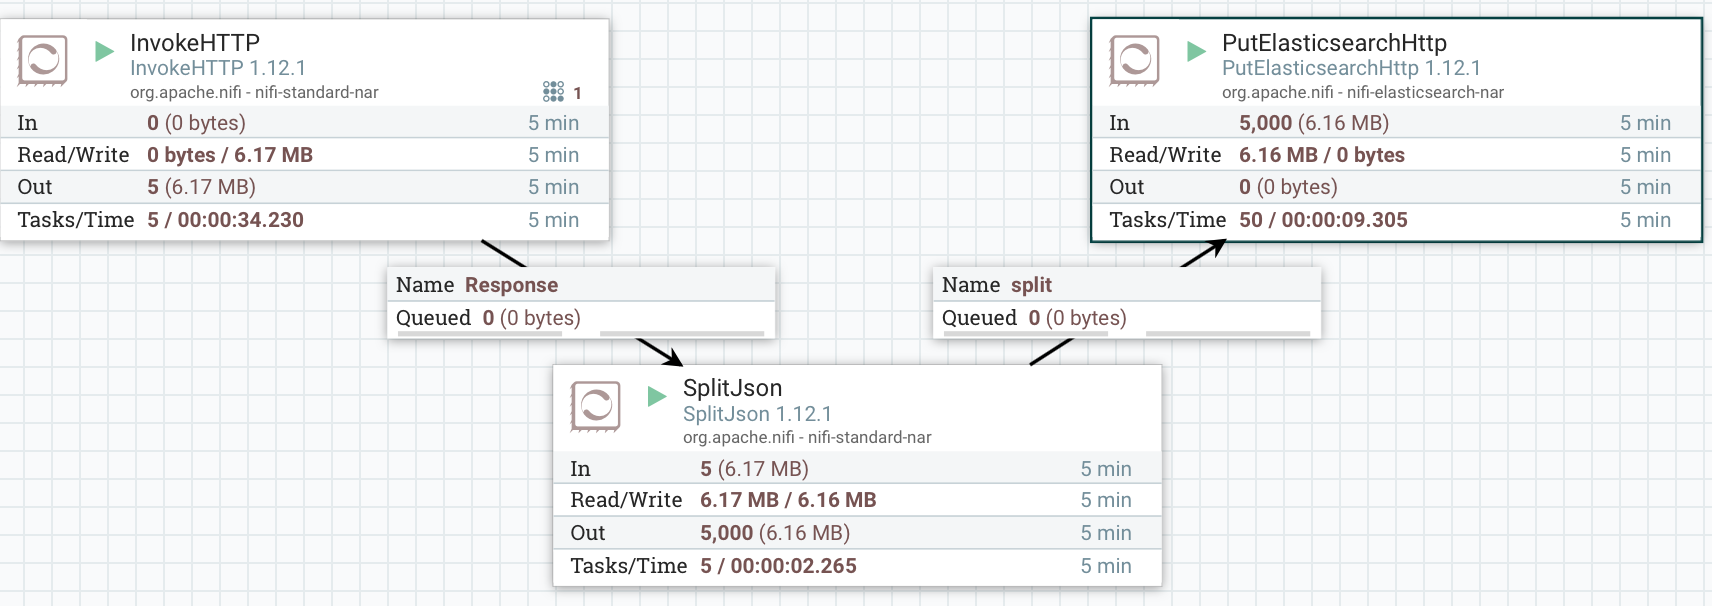 InvokeHTTP
InvokeHTTP 1.12.1
org.apache.nifi - nifi-standard-nar
1
In 0 (0 bytes) 5 min
Read/Write 0 bytes / 6.17 MB 5 min
Out 5 (6.17 MB) 5 min
Tasks/Time 5 / 00:00:34.230 5 min
PutElasticsearchHttp
PutElasticsearchHttp 1.12.1
org.apache.nifi - nifi-elasticsearch-nar
In 5,000 (6.16 MB) 5 min
Read/Write 6.16 MB / 0 bytes 5 min
Out 0 (0 bytes) 5 min
Tasks/Time 50 / 00:00:09.305 5 min
Name Response
Queued 0 (0 bytes)
Name split
Queued 0 (0 bytes)
SplitJson
SplitJson 1.12.1
org.apache.nifi - nifi-standard-nar
In 5 (6.17 MB) 5 min
Read/Write 6.17 MB / 6.16 MB 5 min
Out 5,000 (6.16 MB) 5 min
Tasks/Time 5 / 00:00:02.265 5 min